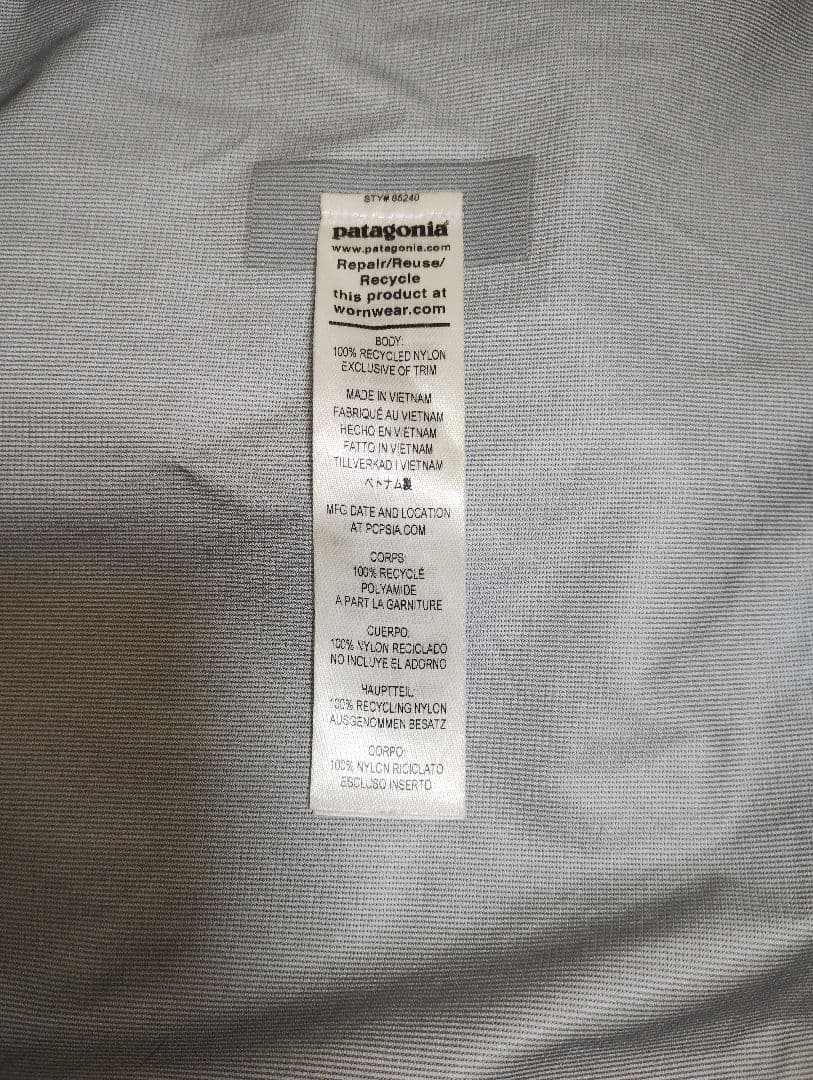 STY# 85240
patagonia®
www.patagonia.com
Repair/Reuse/
Recycle
this product at
wornwear.com
BODY:
100% RECYCLED NYLON
EXCLUSIVE OF TRIM
MADE IN VIETNAM
FABRIQUÉ AU VIETNAM
HECHO EN VIETNAM
FATTO IN VIETNAM
TILLVERKAD I VIETNAM
ベトナム製
MFG DATE AND LOCATION
AT PCPSIA.COM
CORPS:
100% RECYCLÉ
POLYAMIDE
A PART LA GARNITURE
CUERPO:
100% NYLON RECICLADO
NO INCLUYE EL ADORNO
HAUPTTEIL:
100% RECYCLING NYLON
AUSGENOMMEN BESATZ
CORPO:
100% NYLON RICICLATO
ESCLUSO INSERTO